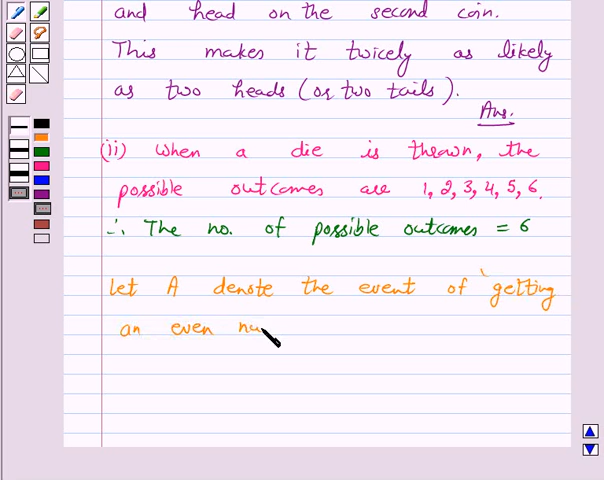 and head on the second coin.
This makes it twicely as likely
as two heads (or two tails).
Ans.
(ii) When a die is thrown, the
possible outcomes are 1, 2, 3, 4, 5, 6.
∴ The no. of possible outcomes = 6
Let A denote the event of 'getting
an even nu